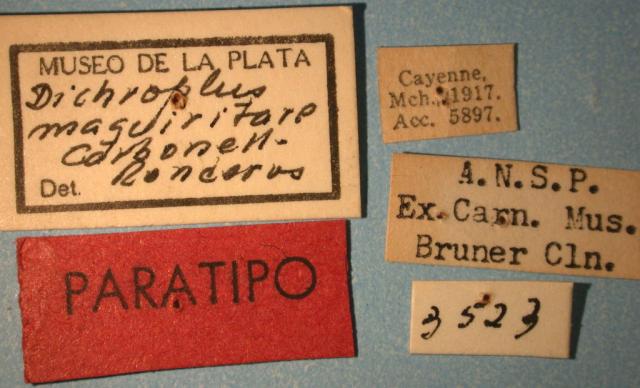 MUSEO DE LA PLATA
Dichroplus
maquiritare
Carbonell-
Ronderos
Det.
PARATIPO
Cayenne,
Mch., 1917.
Acc. 5897.
A.N.S.P.
Ex.Carn. Mus.
Bruner Cln.
3523